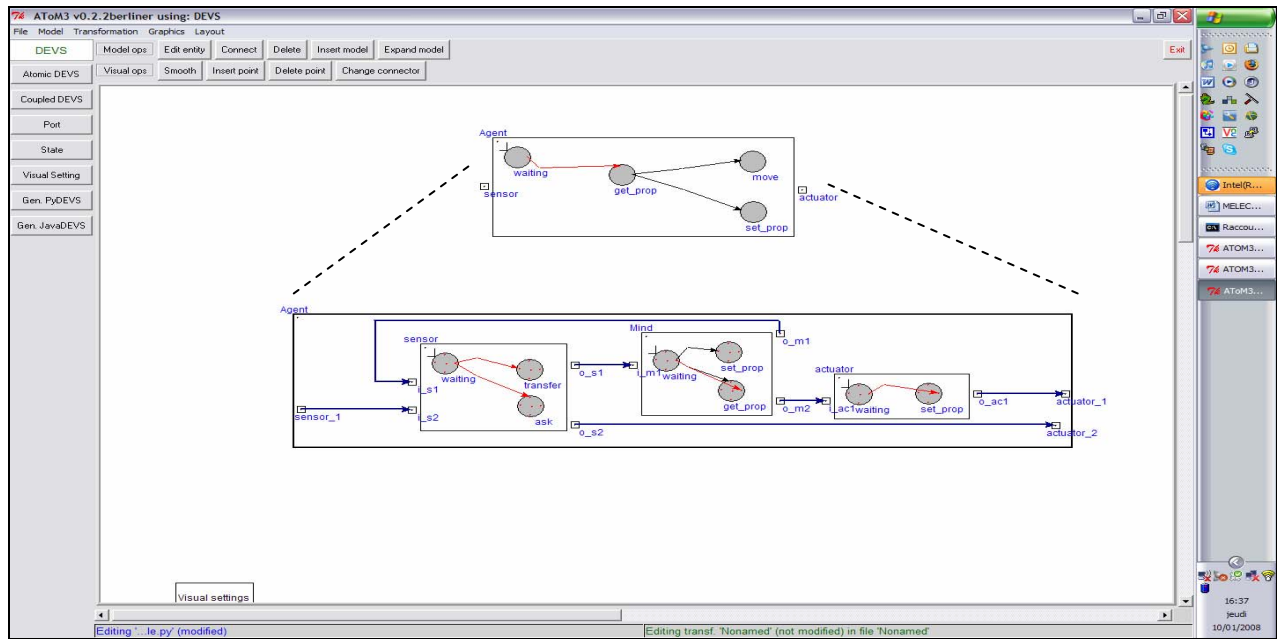 AToM3 v0.2.2berliner using: DEVS
File Model Transformation Graphics Layout
DEVS
Model ops Edit entity Connect Delete Insert model Expand model
Exit
Atomic DEVS
Visual ops Smooth Insert point Delete point Change connector
Coupled DEVS
Port
State
Visual Setting
Gen. PyDEVS
Gen. JavaDEVS
Agent
waiting
get_prop
move
set_prop
sensor
actuator
Agent
sensor
waiting
transfer
ask
i_s1
i_s2
sensor_1
o_s1
o_s2
Mind
i_m1
waiting
set_prop
get_prop
o_m1
o_m2
actuator
i_ac1
waiting
set_prop
o_ac1
actuator_1
actuator_2
Visual settings
Editing '...le.py' (modified)
Editing transf. 'Nonamed' (not modified) in file 'Nonamed'
Intel(R...
MELEC...
Raccou...
ATOM3...
ATOM3...
AToM3...
16:37
jeudi
10/01/2008